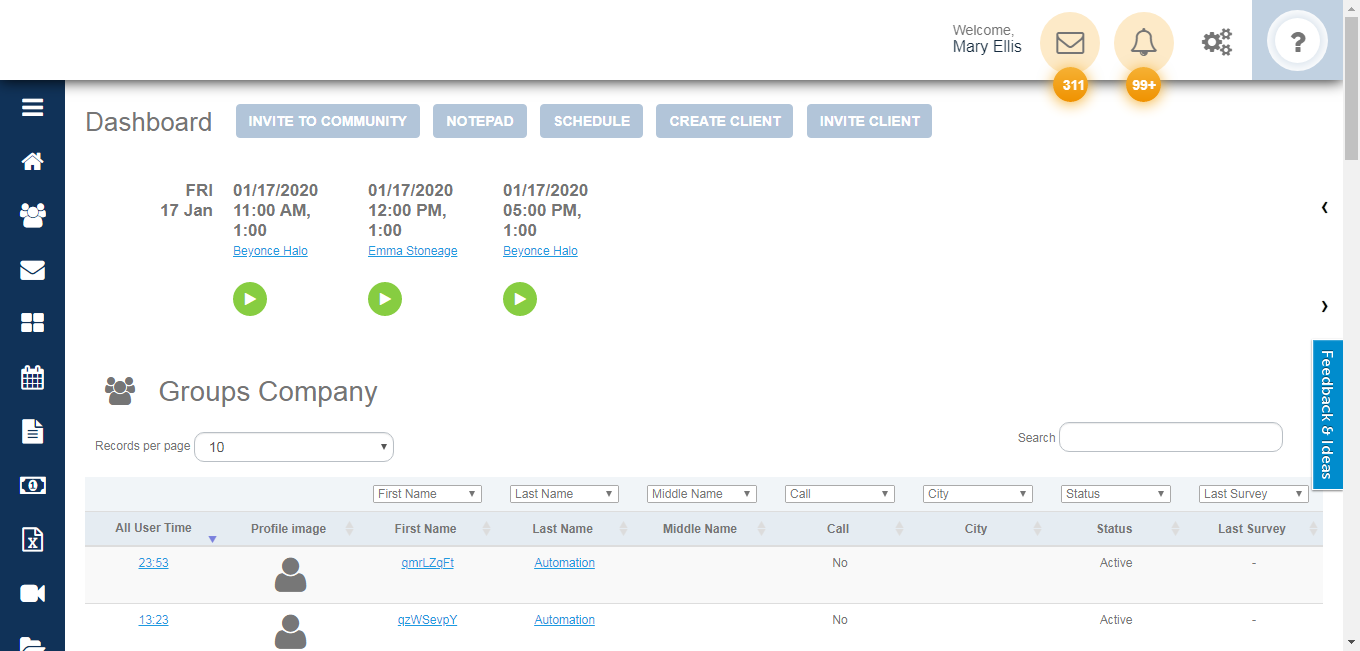 Welcome,
Mary Ellis
?
311
99+
Dashboard
INVITE TO COMMUNITY
NOTEPAD
SCHEDULE
CREATE CLIENT
INVITE CLIENT
FRI
17 Jan
01/17/2020
11:00 AM,
1:00
Beyonce Halo
01/17/2020
12:00 PM,
1:00
Emma Stoneage
01/17/2020
05:00 PM,
1:00
Beyonce Halo
Feedback & Ideas
Groups Company
Records per page 10
Search
First Name Last Name Middle Name Call City Status Last Survey
All User Time Profile image First Name Last Name Middle Name Call City Status Last Survey
23:53 qmrLZqFt Automation No Active -
13:23 qzWSevpY Automation No Active -